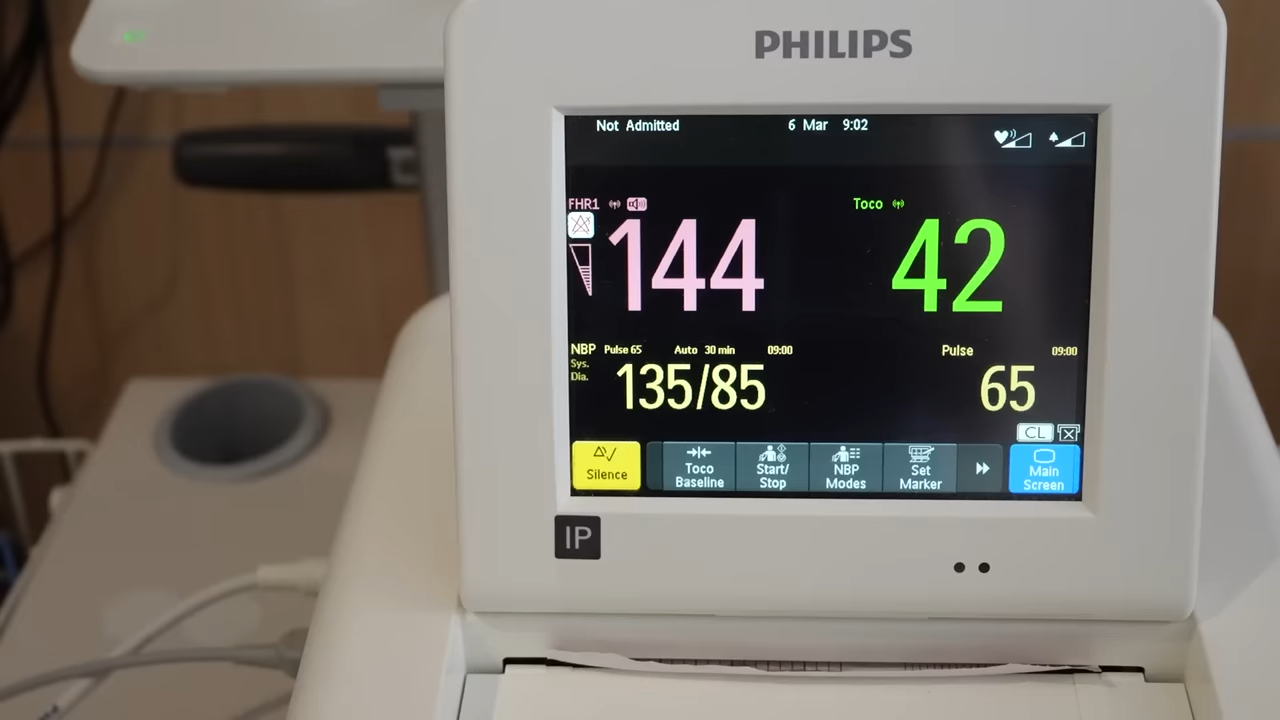 PHILIPS
Not Admitted 6 Mar 9:02
FHR1 Toco
144 42
NBP Pulse 65 Auto 30 min 09:00 Pulse 09:00
Sys.
Dia.
135/85 65
CL
Silence
Toco
Baseline
Start/
Stop
NBP
Modes
Set
Marker
Main
Screen
IP